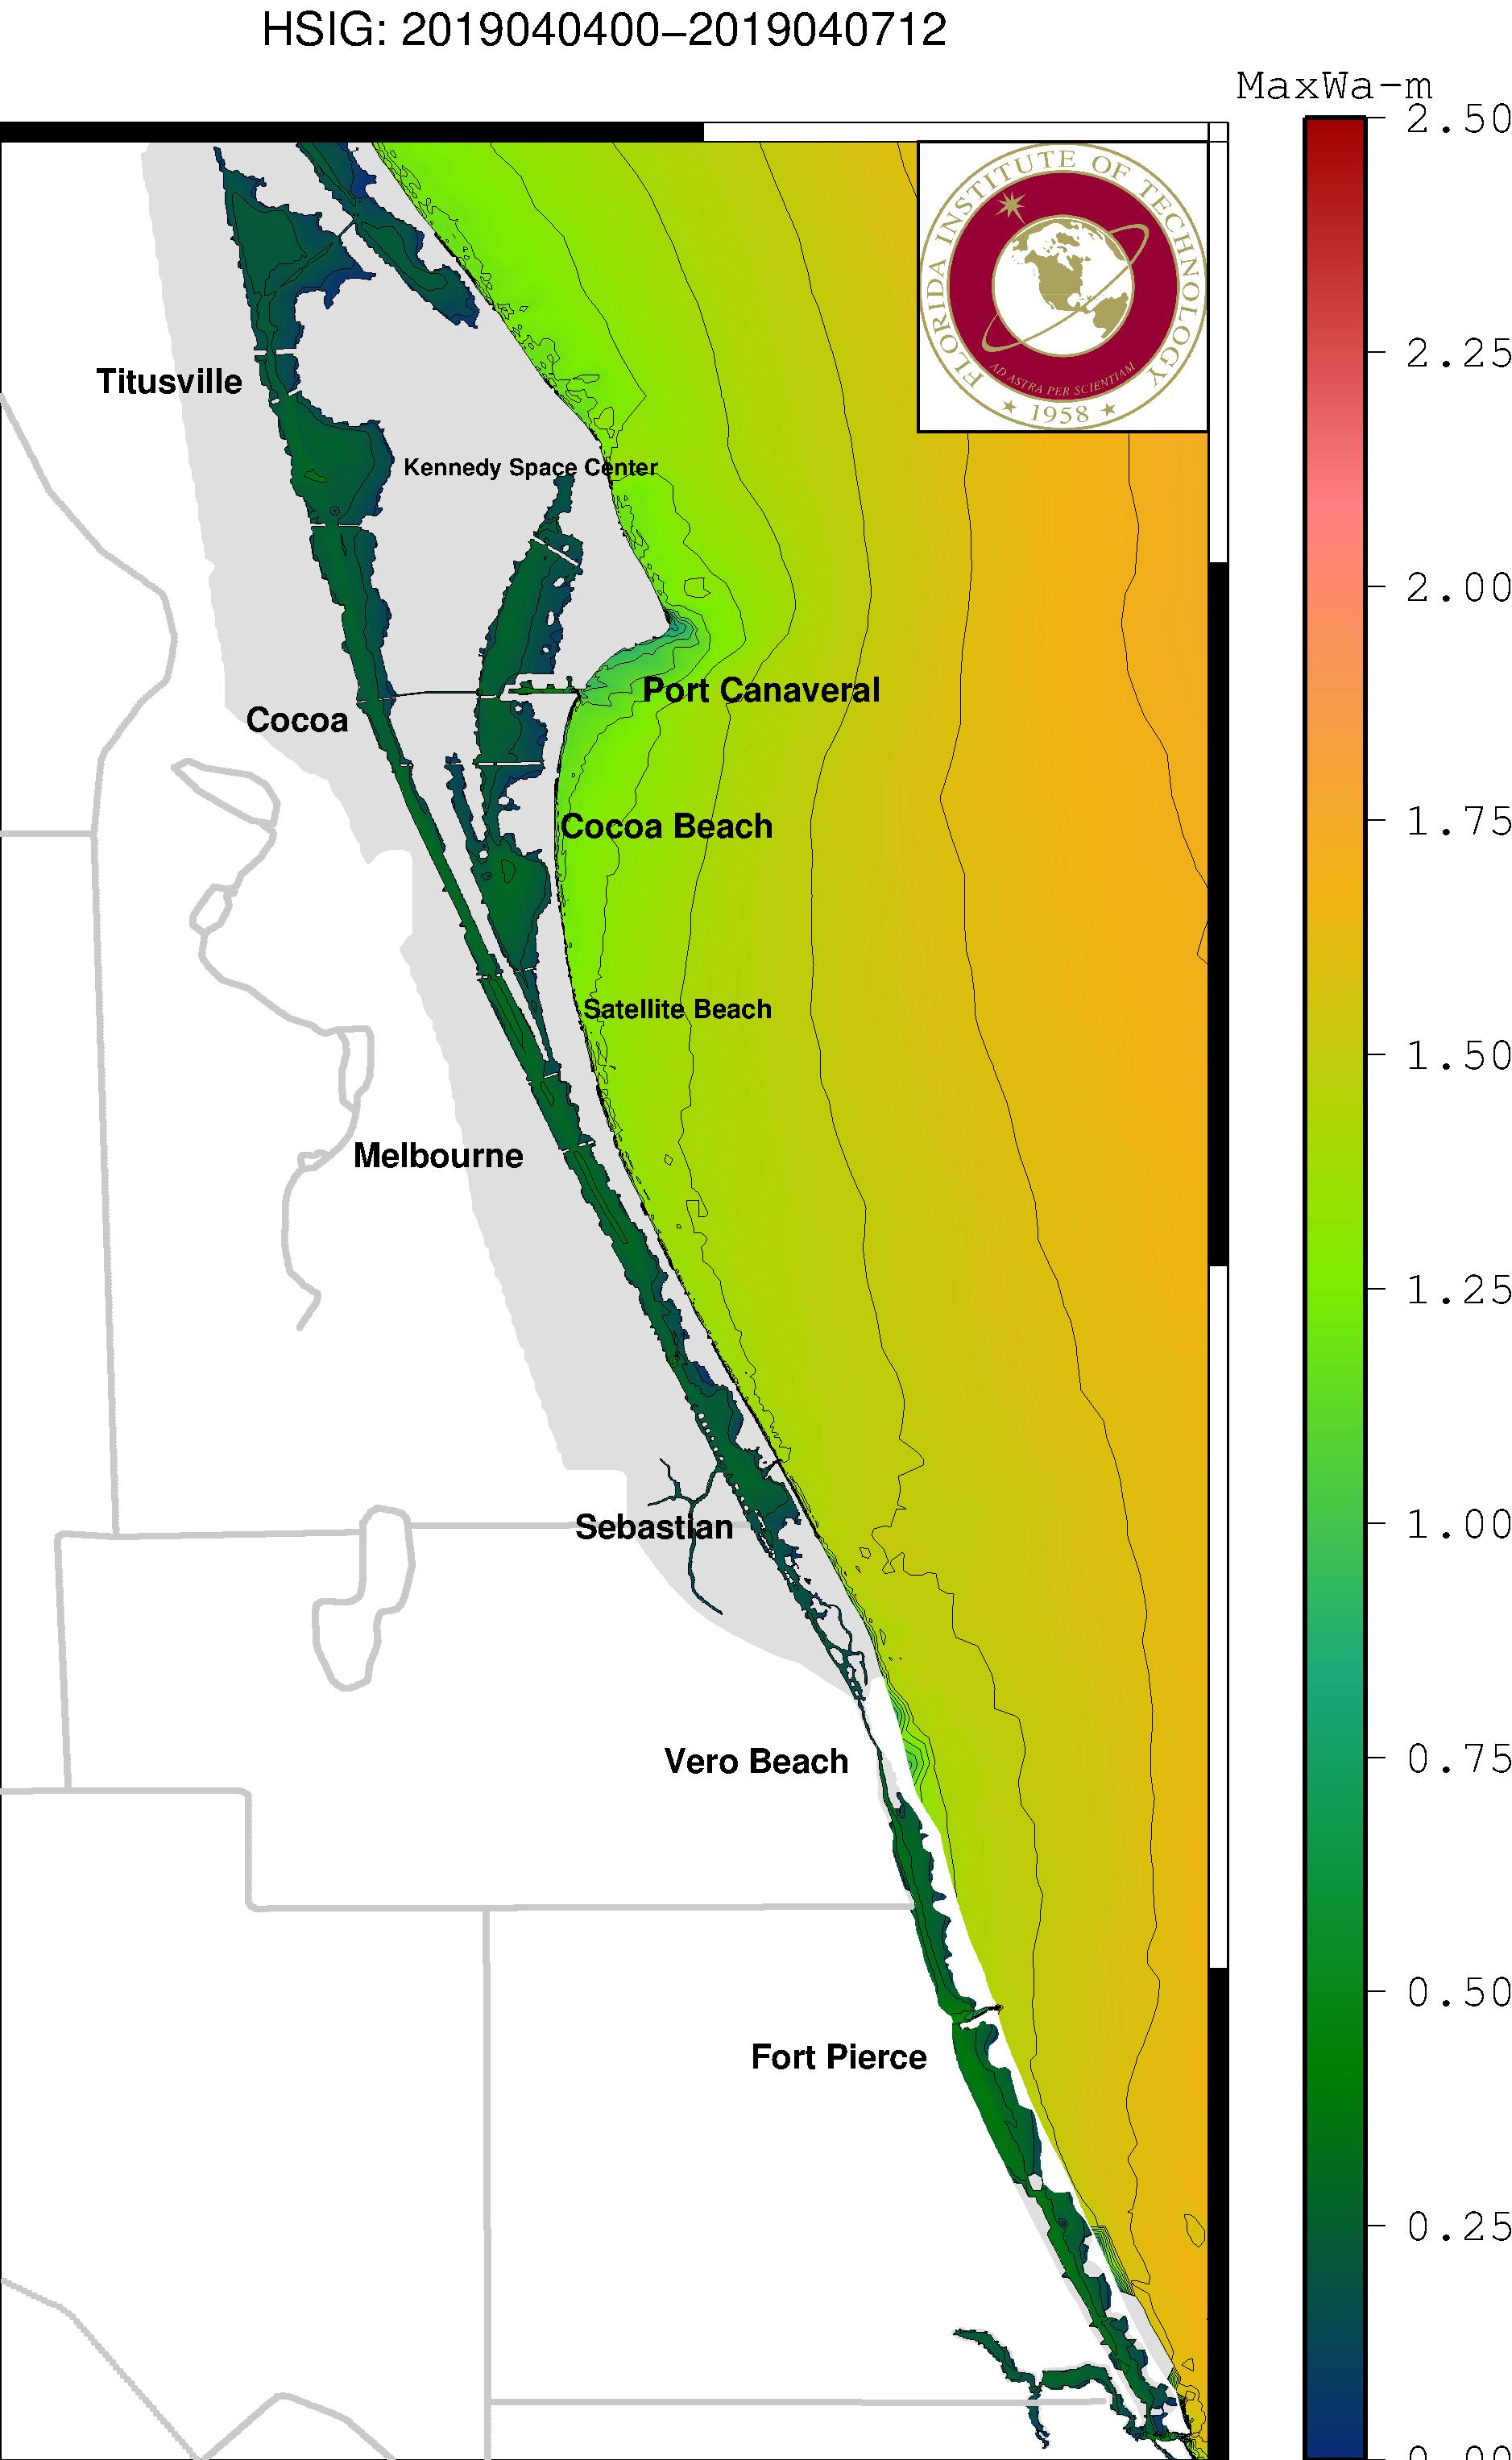 HSIG: 2019040400–2019040712
MaxWa-m
2.50
2.25
2.00
1.75
1.50
1.25
1.00
0.75
0.50
0.25
0.00
FLORIDA INSTITUTE OF TECHNOLOGY
AD ASTRA PER SCIENTIAM
★ 1958 ★
Titusville
Kennedy Space Center
Port Canaveral
Cocoa
Cocoa Beach
Satellite Beach
Melbourne
Sebastian
Vero Beach
Fort Pierce